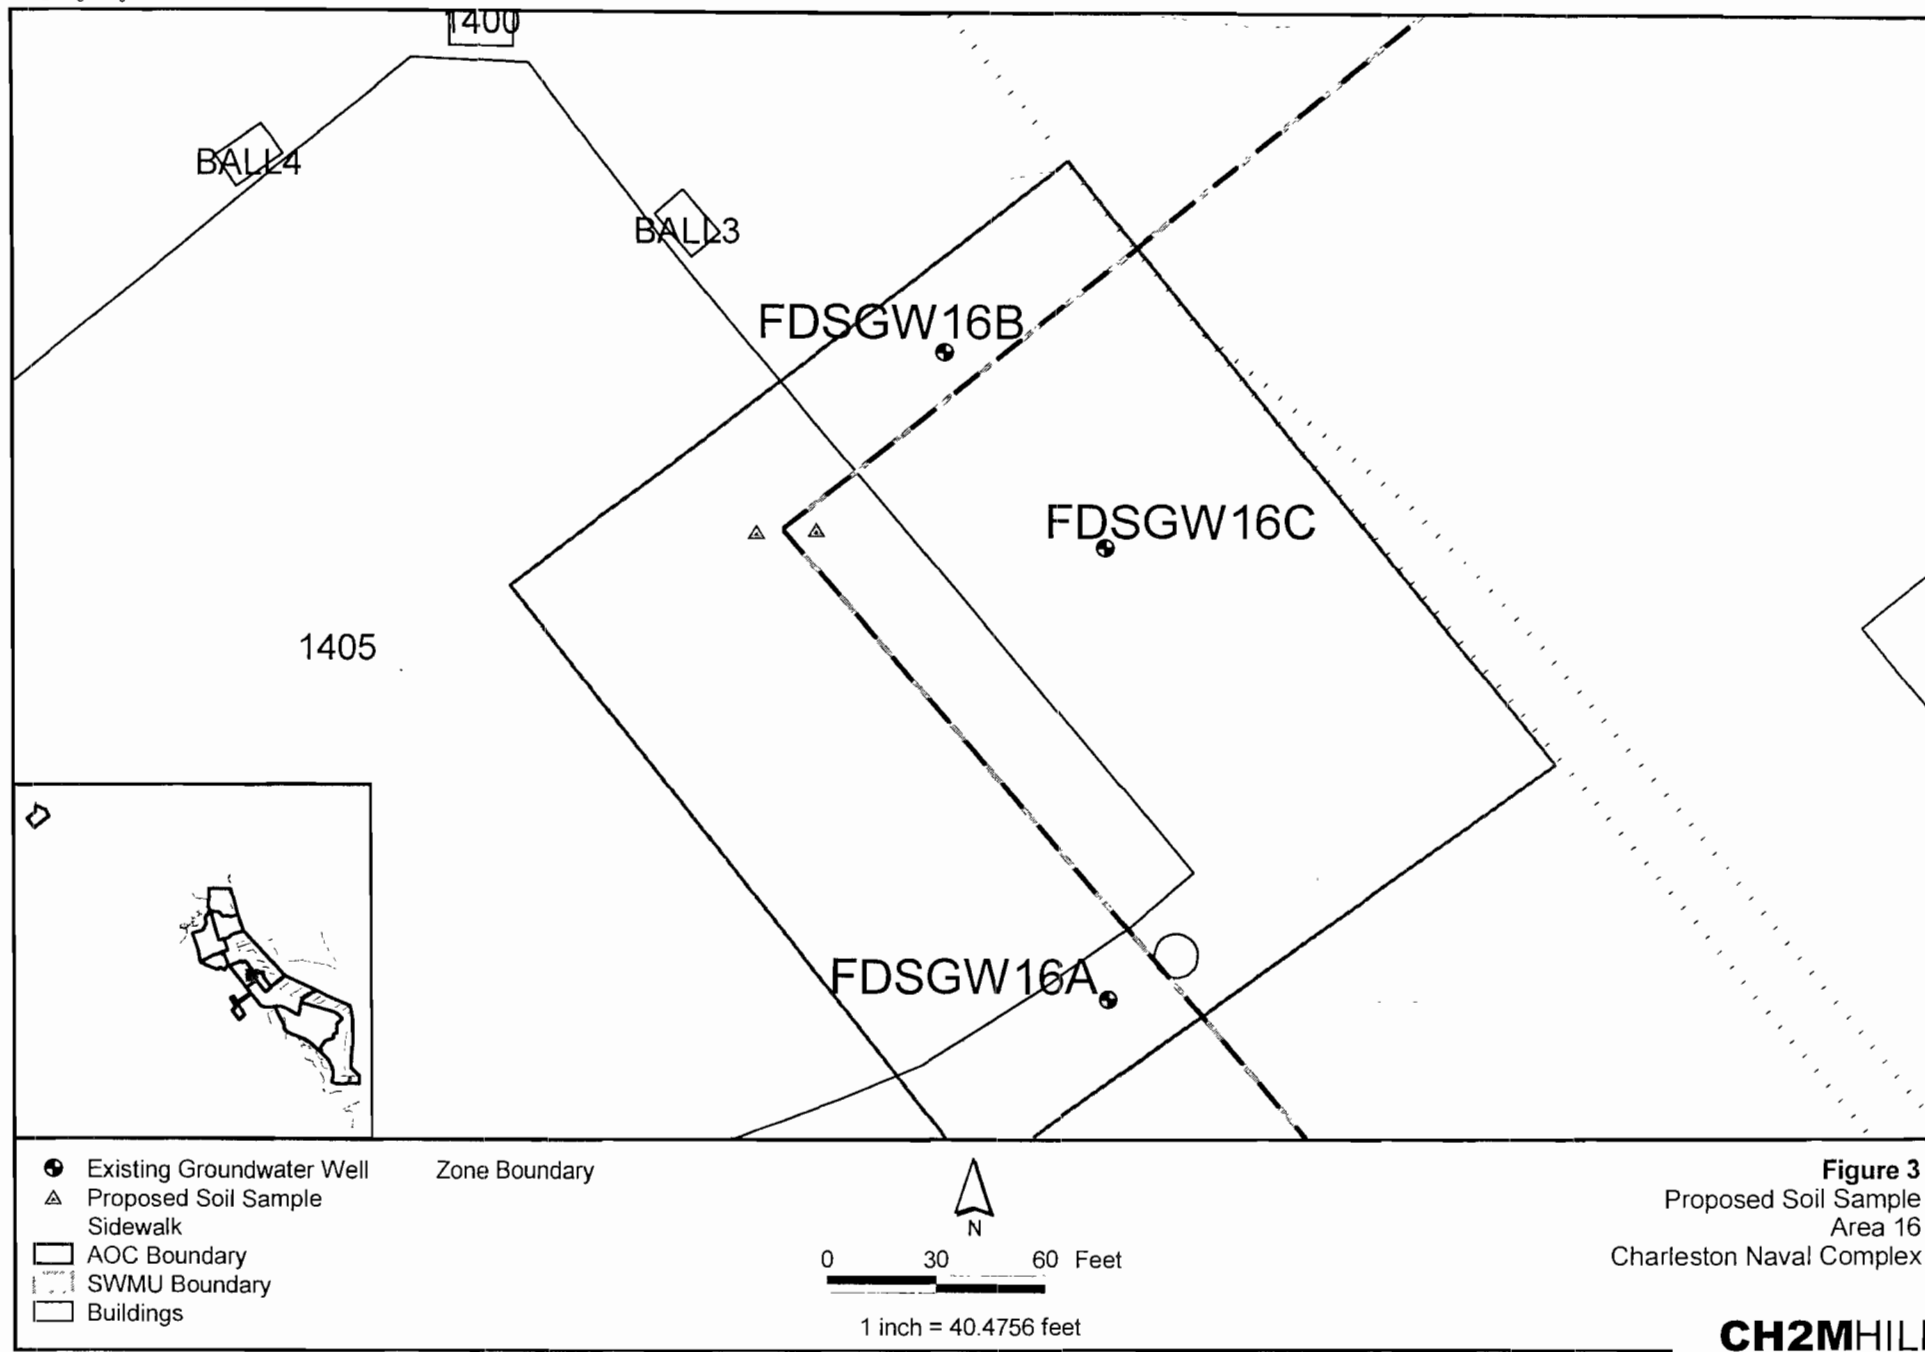 1400
BALL4
BALL3
FDSGW16B
FDSGW16C
1405
FDSGW16A
Existing Groundwater Well
Proposed Soil Sample
Sidewalk
AOC Boundary
SWMU Boundary
Buildings
Zone Boundary
N
0 30 60 Feet
1 inch = 40.4756 feet
Figure 3
Proposed Soil Sample
Area 16
Charleston Naval Complex
CH2MHILL